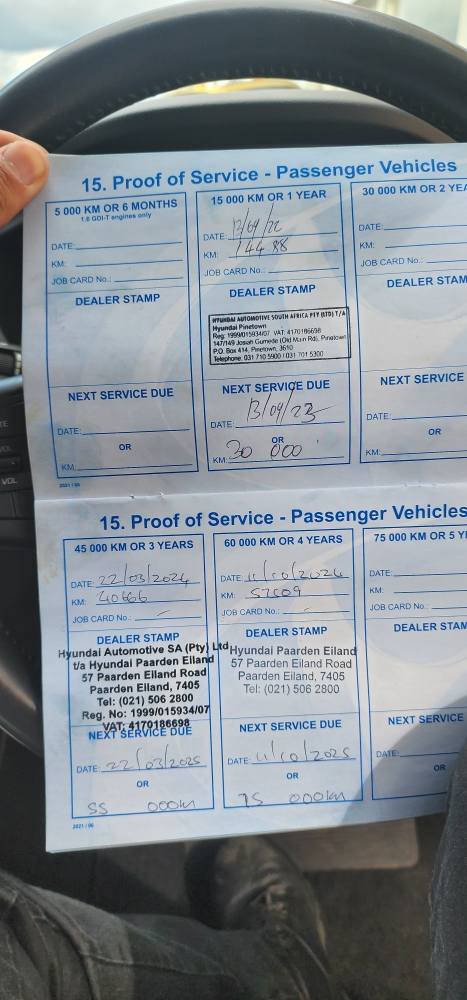 15. Proof of Service - Passenger Vehicles
5 000 KM OR 6 MONTHS
1.6 GDI-T engines only
DATE:
KM:
JOB CARD No.:
DEALER STAMP
NEXT SERVICE DUE
DATE:
OR
KM:
2021 / 06
15 000 KM OR 1 YEAR
DATE: 13/09/22
KM: 14488
JOB CARD No.:
DEALER STAMP
HYUNDAI AUTOMOTIVE SOUTH AFRICA PTY (LTD) T/A
Hyundai Pinetown
Reg: 1999/015934/07 VAT: 4170186698
147/149 Josiah Gumede (Old Main Rd), Pinetown
P.O. Box 414, Pinetown, 3610
Telephone: 031 710 5900 / 031 701 5300
NEXT SERVICE DUE
DATE: 13/09/23
OR
KM: 30 000
30 000 KM OR 2 YEA
DATE:
KM:
JOB CARD No.:
DEALER STAM
NEXT SERVICE
DATE:
OR
KM:
15. Proof of Service - Passenger Vehicles
45 000 KM OR 3 YEARS
DATE: 22/03/2024
KM: 40666
JOB CARD No.:
DEALER STAMP
Hyundai Automotive SA (Pty) Ltd
t/a Hyundai Paarden Eiland
57 Paarden Eiland Road
Paarden Eiland, 7405
Tel: (021) 506 2800
Reg. No: 1999/015934/07
VAT: 4170186698
NEXT SERVICE DUE
DATE: 22/03/2025
OR
55 000km
2021 / 06
60 000 KM OR 4 YEARS
DATE: 11/10/2024
KM:
JOB CARD No.:
DEALER STAMP
Hyundai Paarden Eiland
57 Paarden Eiland Road
Paarden Eiland, 7405
Tel: (021) 506 2800
NEXT SERVICE DUE
DATE: 11/10/2025
OR
75 000km
75 000 KM OR 5 YE
DATE:
KM:
JOB CARD No.:
DEALER STAM
NEXT SERVICE
DATE:
OR
KM:
VOL